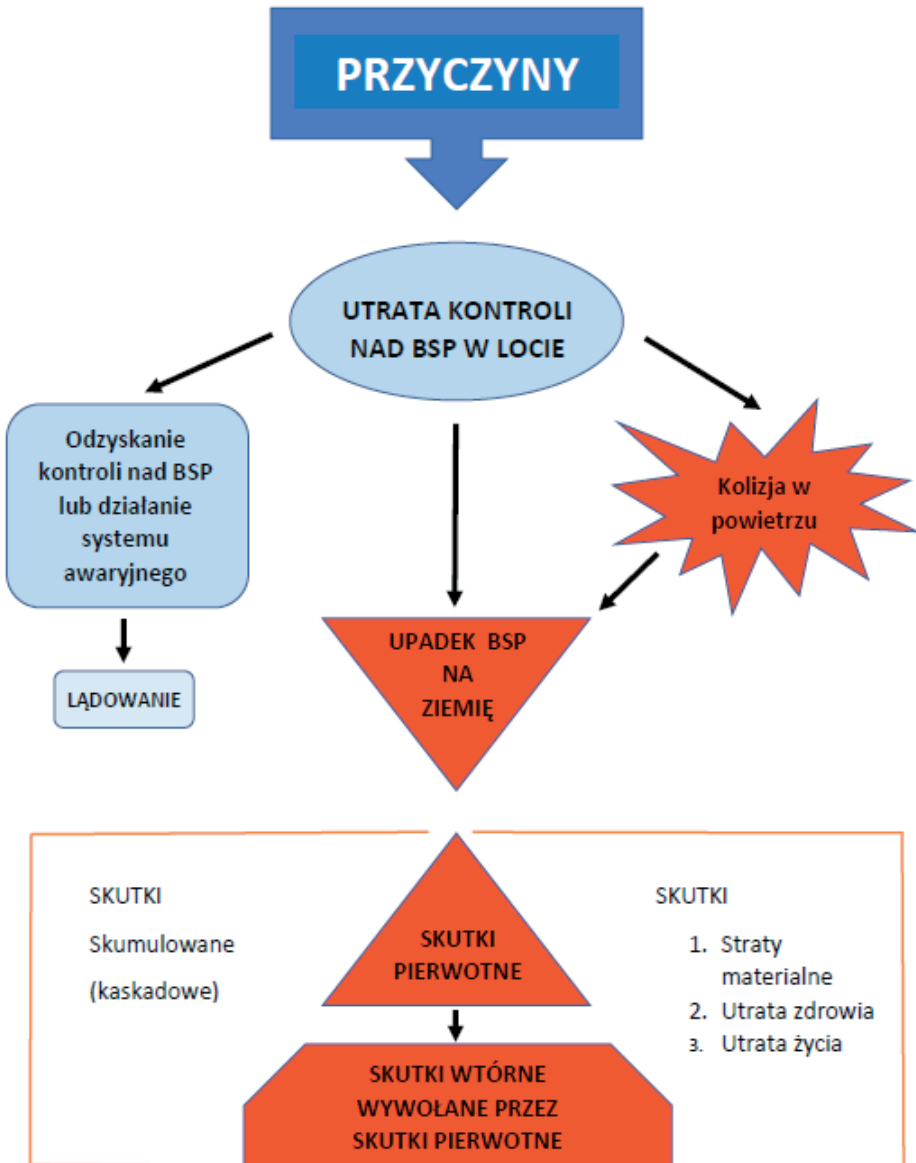 PRZYCZYNY
UTRATA KONTROLI
NAD BSP W LOCIE
Odzyskanie
kontroli nad BSP
lub działanie
systemu
awaryjnego
Kolizja w
powietrzu
LĄDOWANIE
UPADEK BSP
NA
ZIEMIĘ
SKUTKI
Skumulowane
(kaskadowe)
SKUTKI
PIERWOTNE
SKUTKI
1. Straty
materialne
2. Utrata zdrowia
3. Utrata życia
SKUTKI WTÓRNE
WYWOŁANE PRZEZ
SKUTKI PIERWOTNE